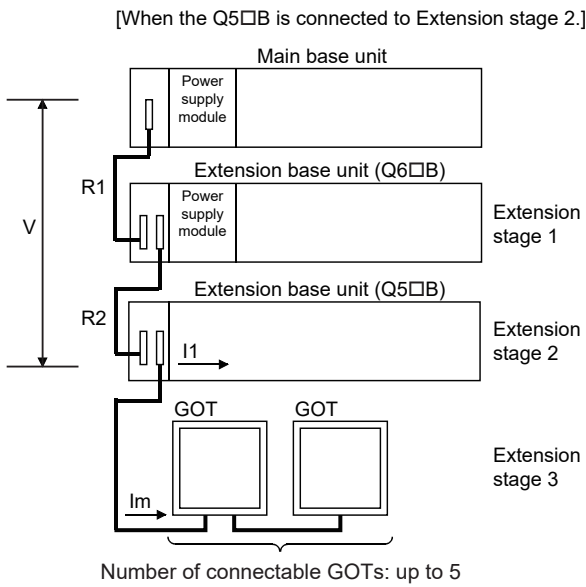 [When the Q5□B is connected to Extension stage 2.]
Main base unit
Power
supply
module
R1
Extension base unit (Q6□B)
Power
supply
module
Extension
stage 1
V
R2
Extension base unit (Q5□B)
I1
Extension
stage 2
GOT
GOT
Im
Extension
stage 3
Number of connectable GOTs: up to 5